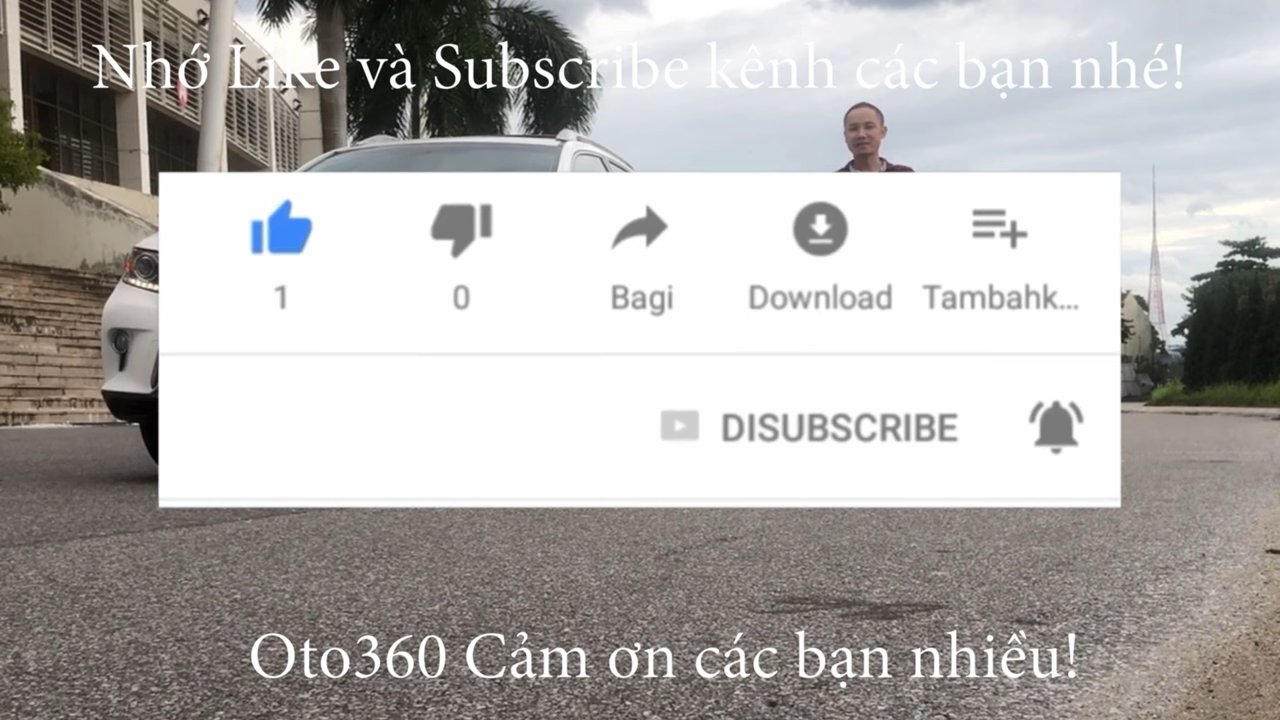 Nhớ Like và Subscribe kênh các bạn nhé!
1 0 Bagi Download Tambahk...
DISUBSCRIBE
Oto360 Cảm ơn các bạn nhiều!